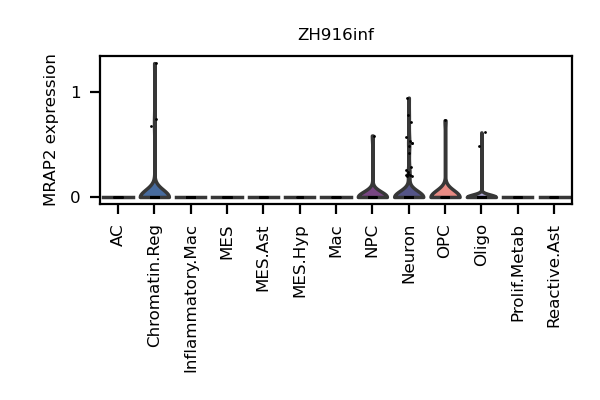 ZH916inf
MRAP2 expression
1
0
AC
Chromatin.Reg
Inflammatory.Mac
MES
MES.Ast
MES.Hyp
Mac
NPC
Neuron
OPC
Oligo
Prolif.Metab
Reactive.Ast